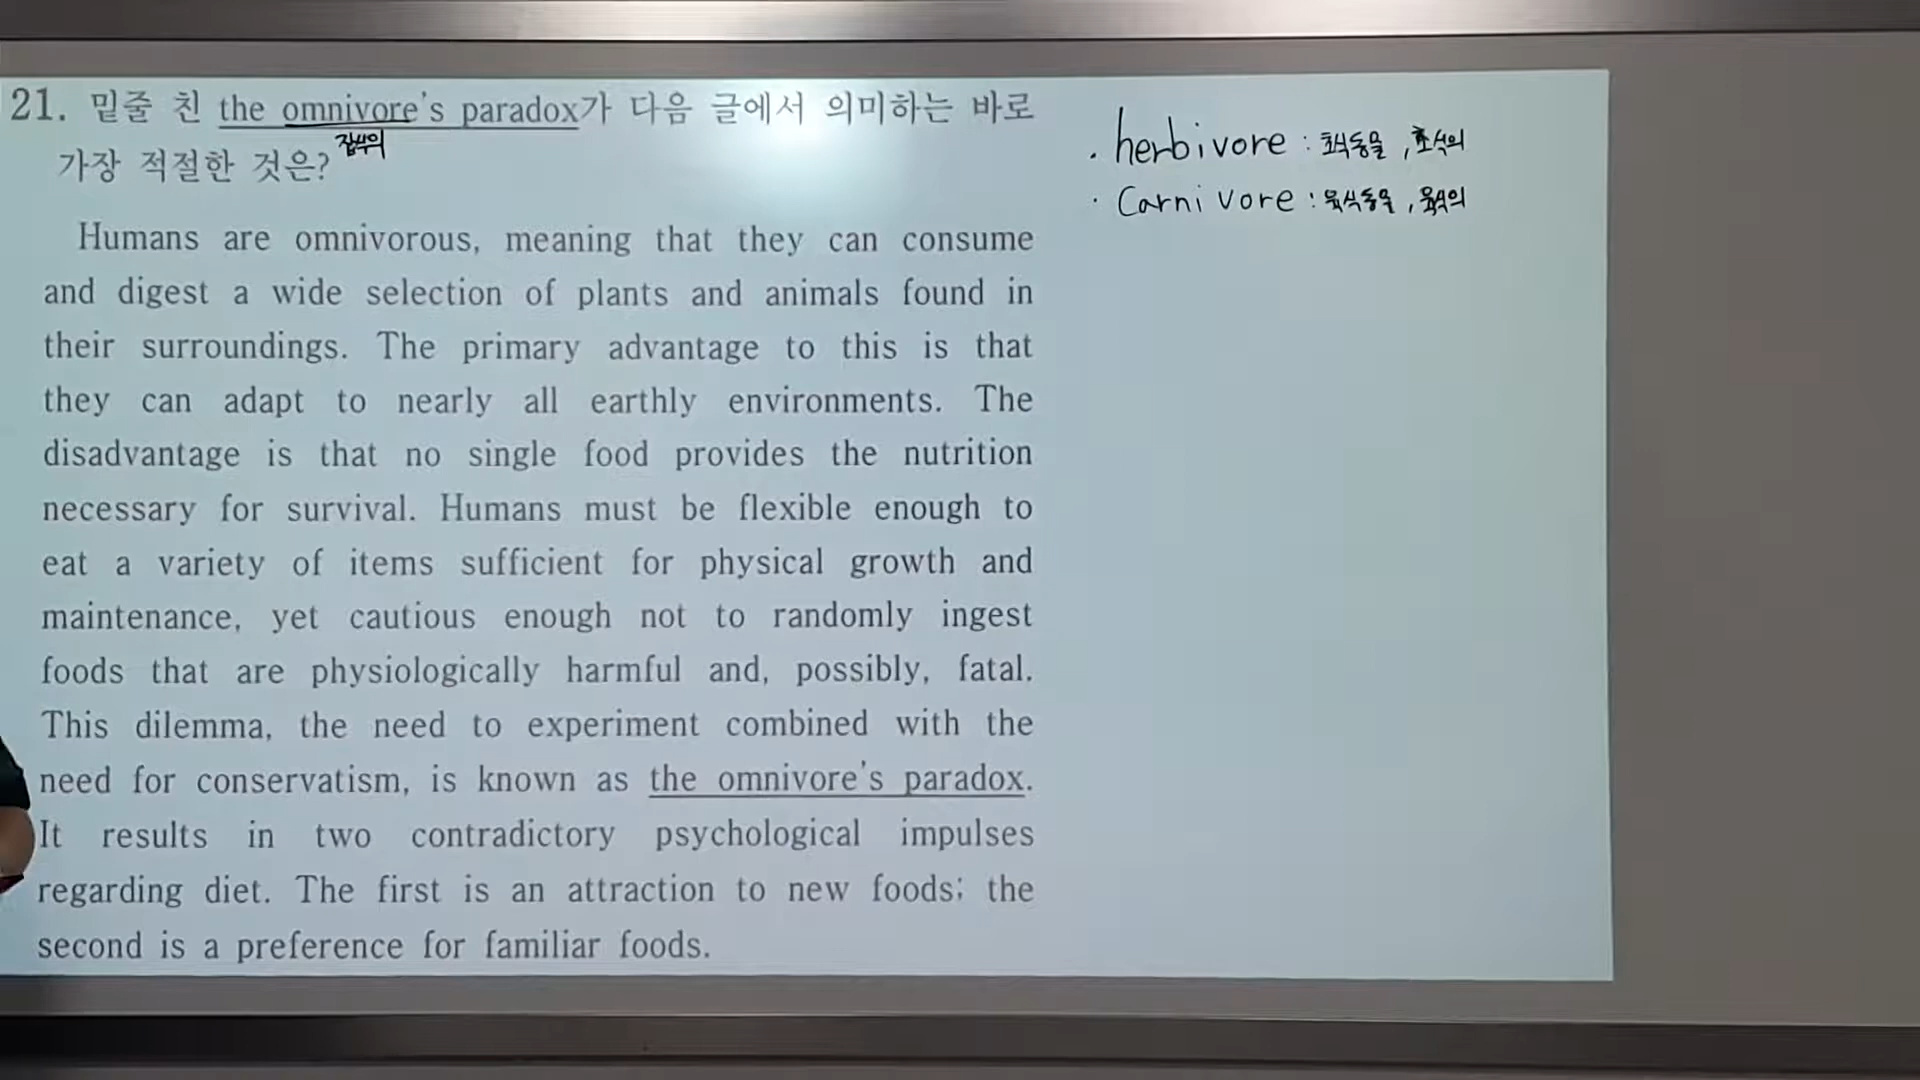 21. 밑줄 친 the omnivore's paradox가 다음 글에서 의미하는 바로
가장 적절한 것은?
Humans are omnivorous, meaning that they can consume
and digest a wide selection of plants and animals found in
their surroundings. The primary advantage to this is that
they can adapt to nearly all earthly environments. The
disadvantage is that no single food provides the nutrition
necessary for survival. Humans must be flexible enough to
eat a variety of items sufficient for physical growth and
maintenance, yet cautious enough not to randomly ingest
foods that are physiologically harmful and, possibly, fatal.
This dilemma, the need to experiment combined with the
need for conservatism, is known as the omnivore's paradox.
It results in two contradictory psychological impulses
regarding diet. The first is an attraction to new foods; the
second is a preference for familiar foods.
· herbivore : 초식동물, 초식의
· Carnivore : 육식동물, 육식의